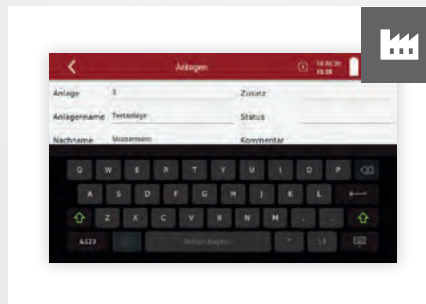 Anlagen
Anlage 3 Zusatz
Anlagenname Testanlage Status
Nachname Mustermann Kommentar
Q W E R T Y U I O P
A S D F G H J K L
Z X C V B N M , .
&123 :-)